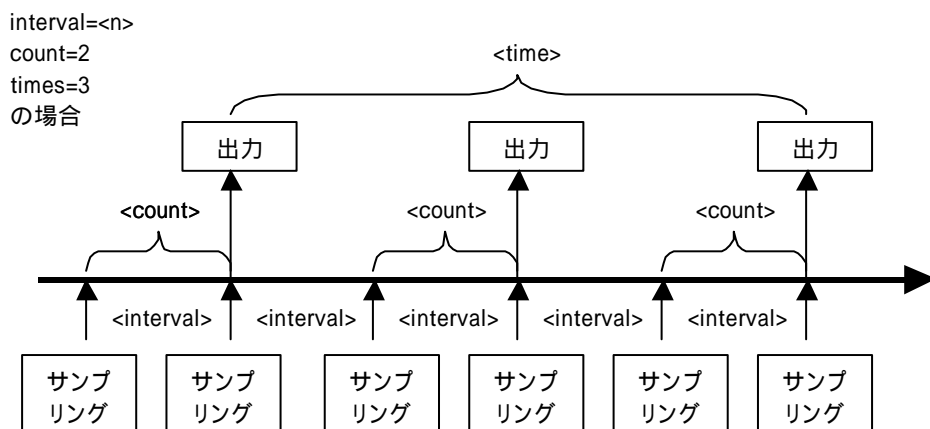 interval=<n>
count=2
times=3
の場合
<time>
出力
出力
出力
<count>
<count>
<count>
<interval>
<interval>
<interval>
<interval>
<interval>
サンプ
リング
サンプ
リング
サンプ
リング
サンプ
リング
サンプ
リング
サンプ
リング